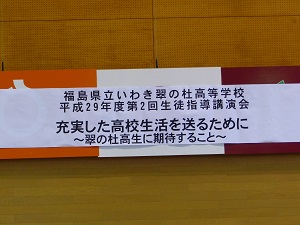 福島県立いわき翠の杜高等学校
平成29年度第2回生徒指導講演会
充実した高校生活を送るために
～翠の杜高生に期待すること～